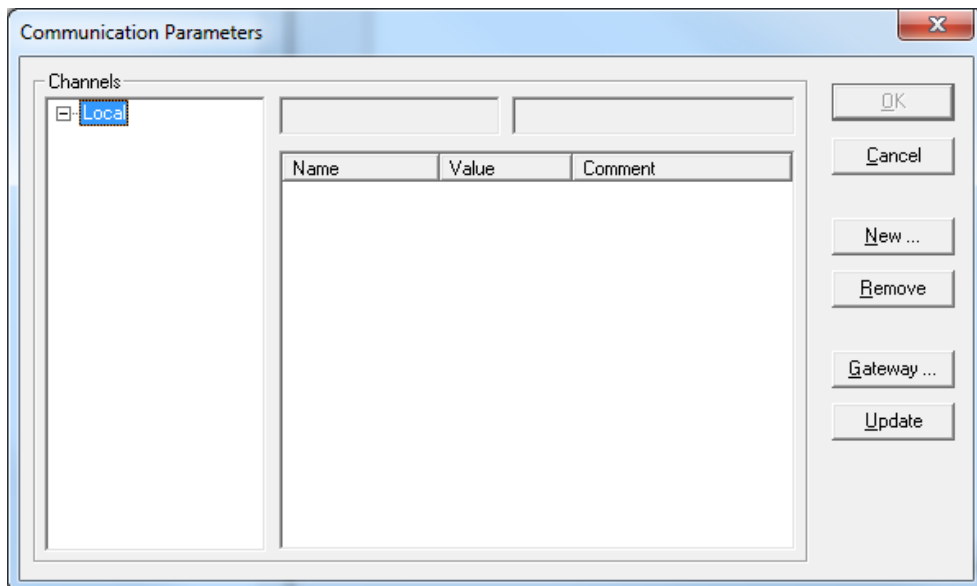 Communication Parameters
Channels
Local
Name Value Comment
OK
Cancel
New ...
Remove
Gateway ...
Update